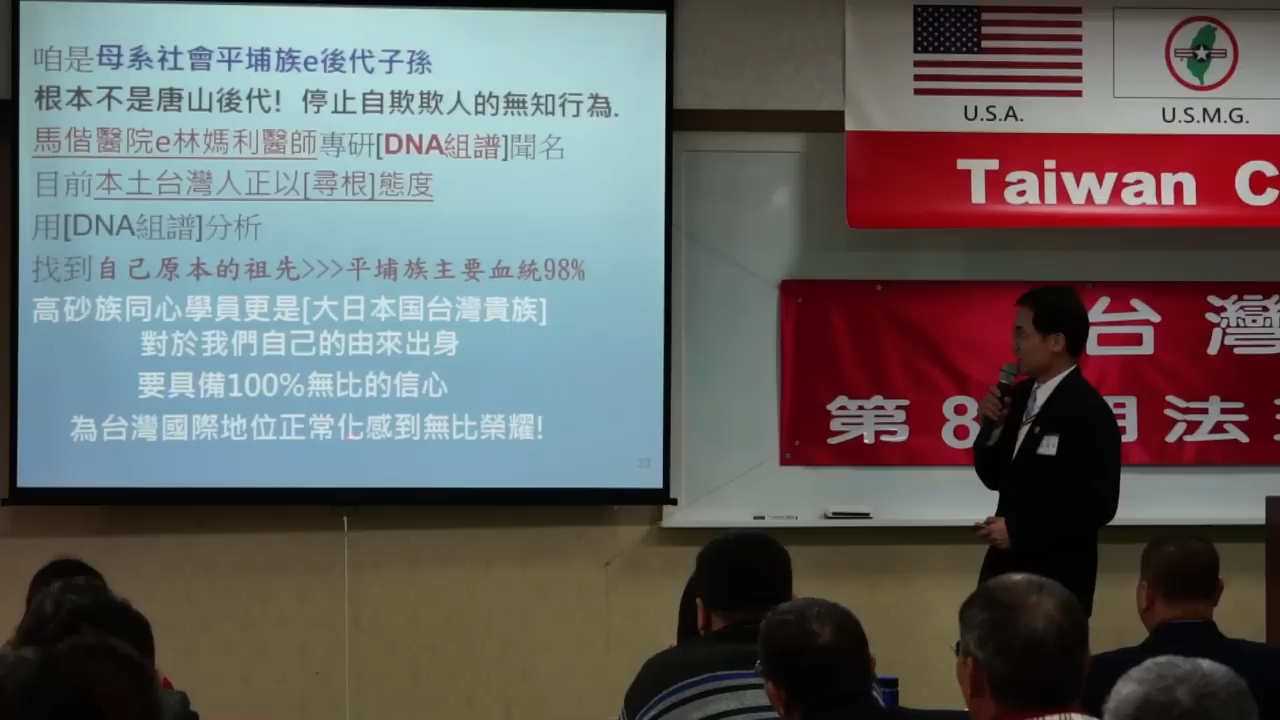 咱是母系社會平埔族e後代子孫
根本不是唐山後代! 停止自欺欺人的無知行為.
馬偕醫院e林媽利醫師專研[DNA組譜]聞名
目前本土台灣人正以[尋根]態度
用[DNA組譜]分析
找到自己原本的祖先>>>平埔族主要血統98%
高砂族同心學員更是[大日本国台灣貴族]
對於我們自己的由來出身
要具備100%無比的信心
為台灣國際地位正常化感到無比榮耀!
33
U.S.A.
U.S.M.G.
Taiwan C
台灣
第8期法